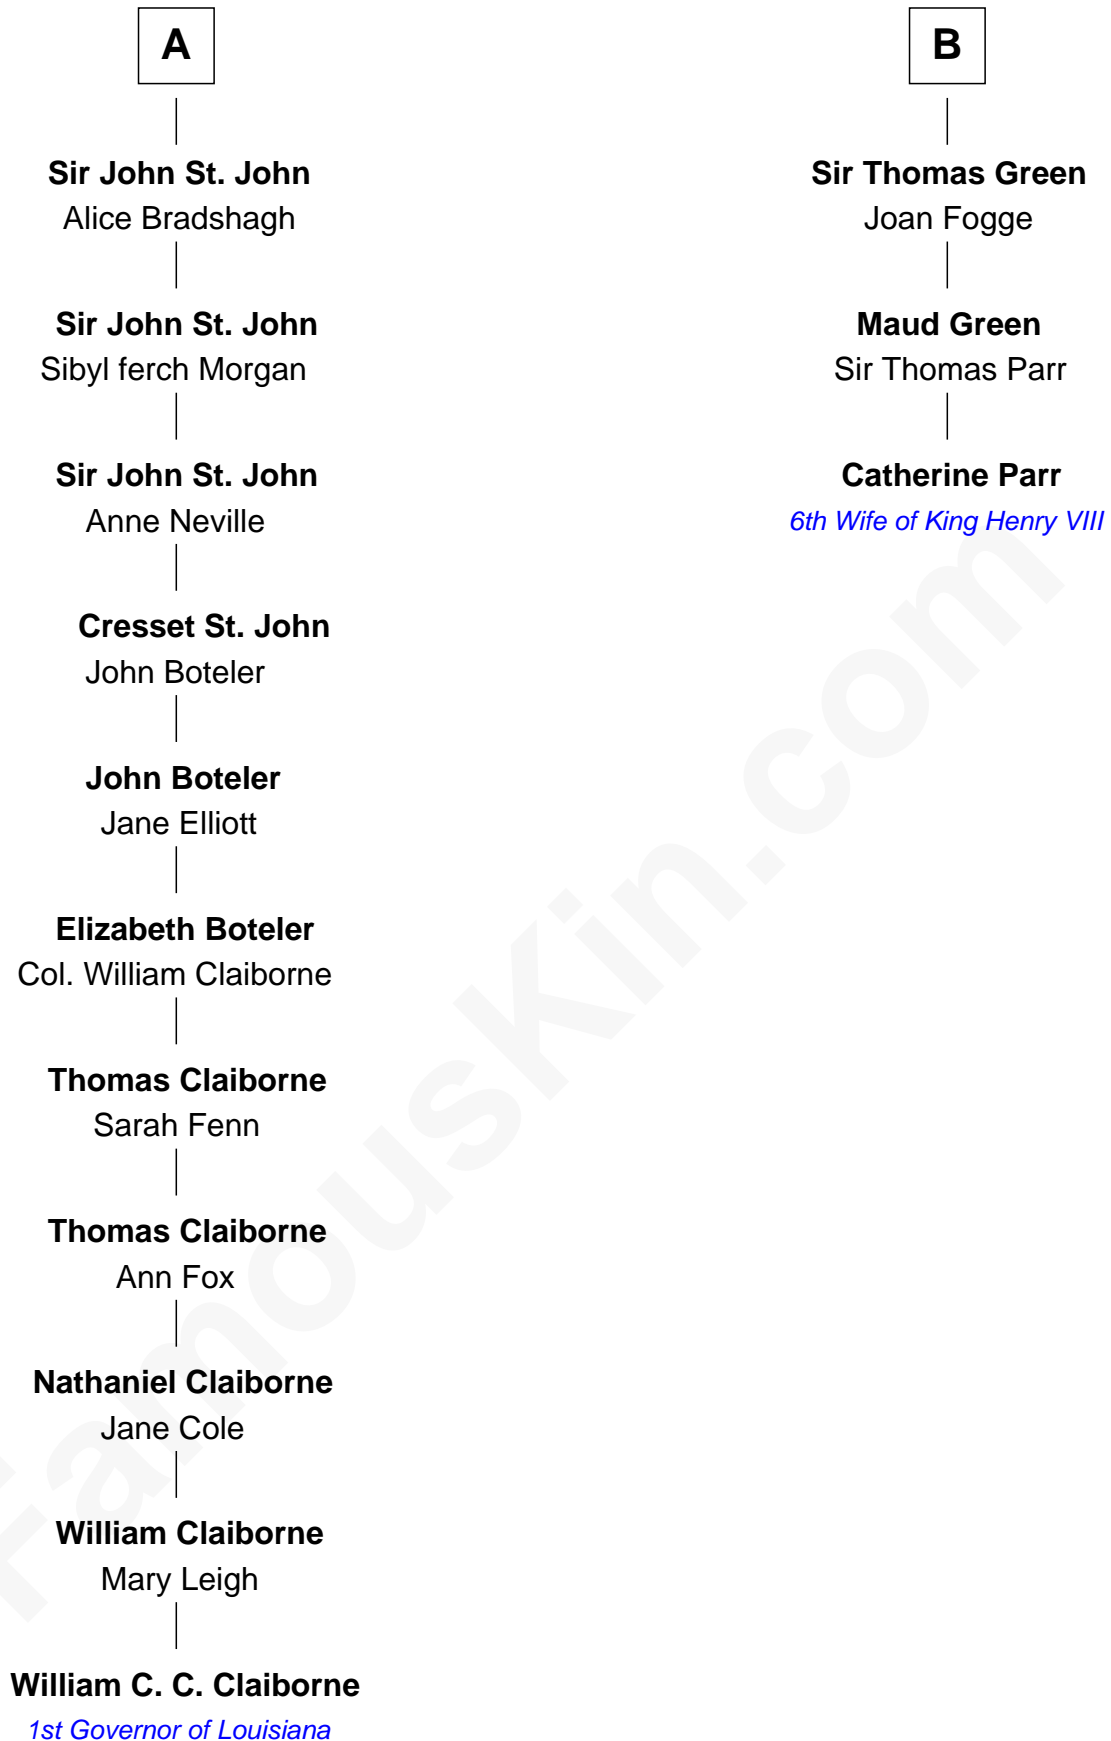 A
Sir John St. John
Alice Bradshagh
Sir John St. John
Sibyl ferch Morgan
Sir John St. John
Anne Neville
Cresset St. John
John Boteler
John Boteler
Jane Elliott
Elizabeth Boteler
Col. William Claiborne
Thomas Claiborne
Sarah Fenn
Thomas Claiborne
Ann Fox
Nathaniel Claiborne
Jane Cole
William Claiborne
Mary Leigh
William C. C. Claiborne
1st Governor of Louisiana
B
Sir Thomas Green
Joan Fogge
Maud Green
Sir Thomas Parr
Catherine Parr
6th Wife of King Henry VIII
FamousKin.com